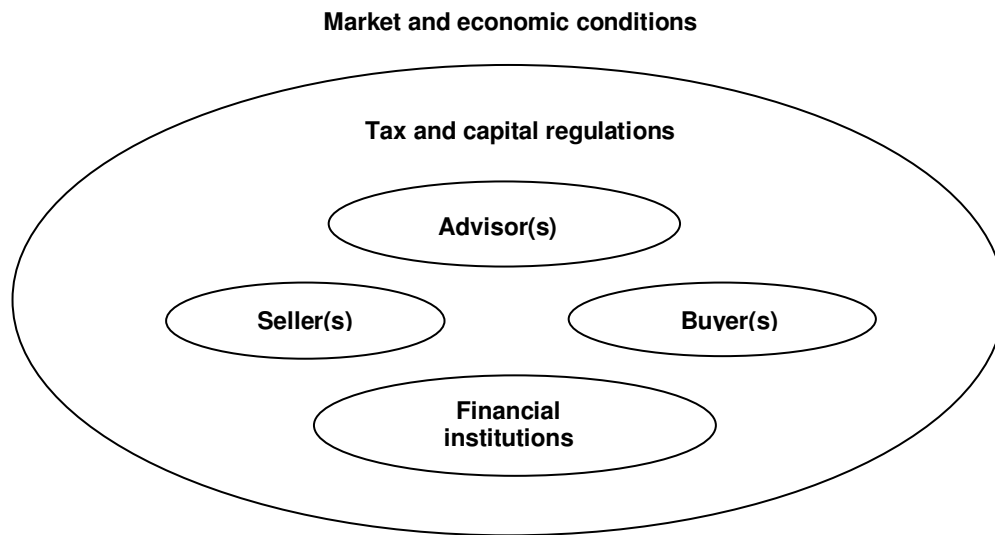 Market and economic conditions
Tax and capital regulations
Advisor(s)
Seller(s)
Buyer(s)
Financial
institutions